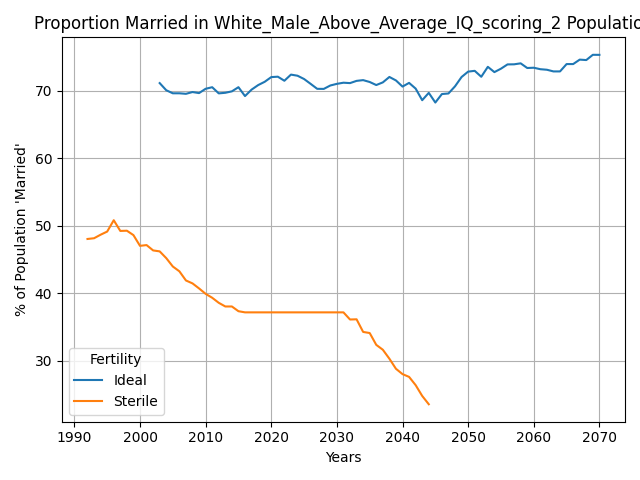 Proportion Married in White_Male_Above_Average_IQ_scoring_2 Populatio
% of Population 'Married'
70
60
50
40
30
Fertility
Ideal
Sterile
1990 2000 2010 2020 2030 2040 2050 2060 2070
Years